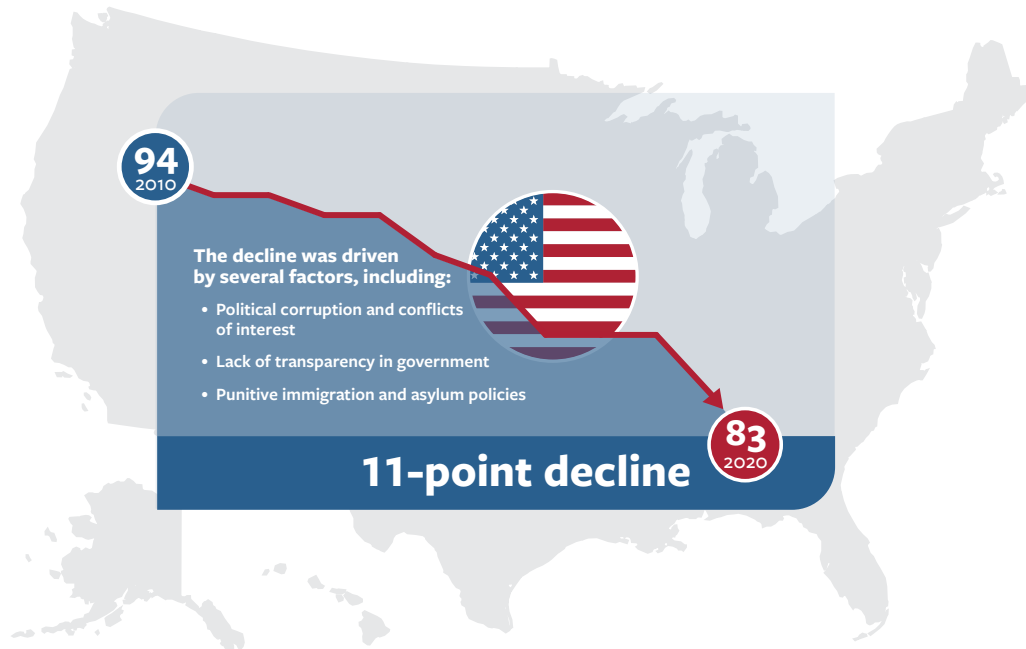 94
2010
The decline was driven
by several factors, including:
• Political corruption and conflicts
of interest
• Lack of transparency in government
• Punitive immigration and asylum policies
83
2020
11-point decline